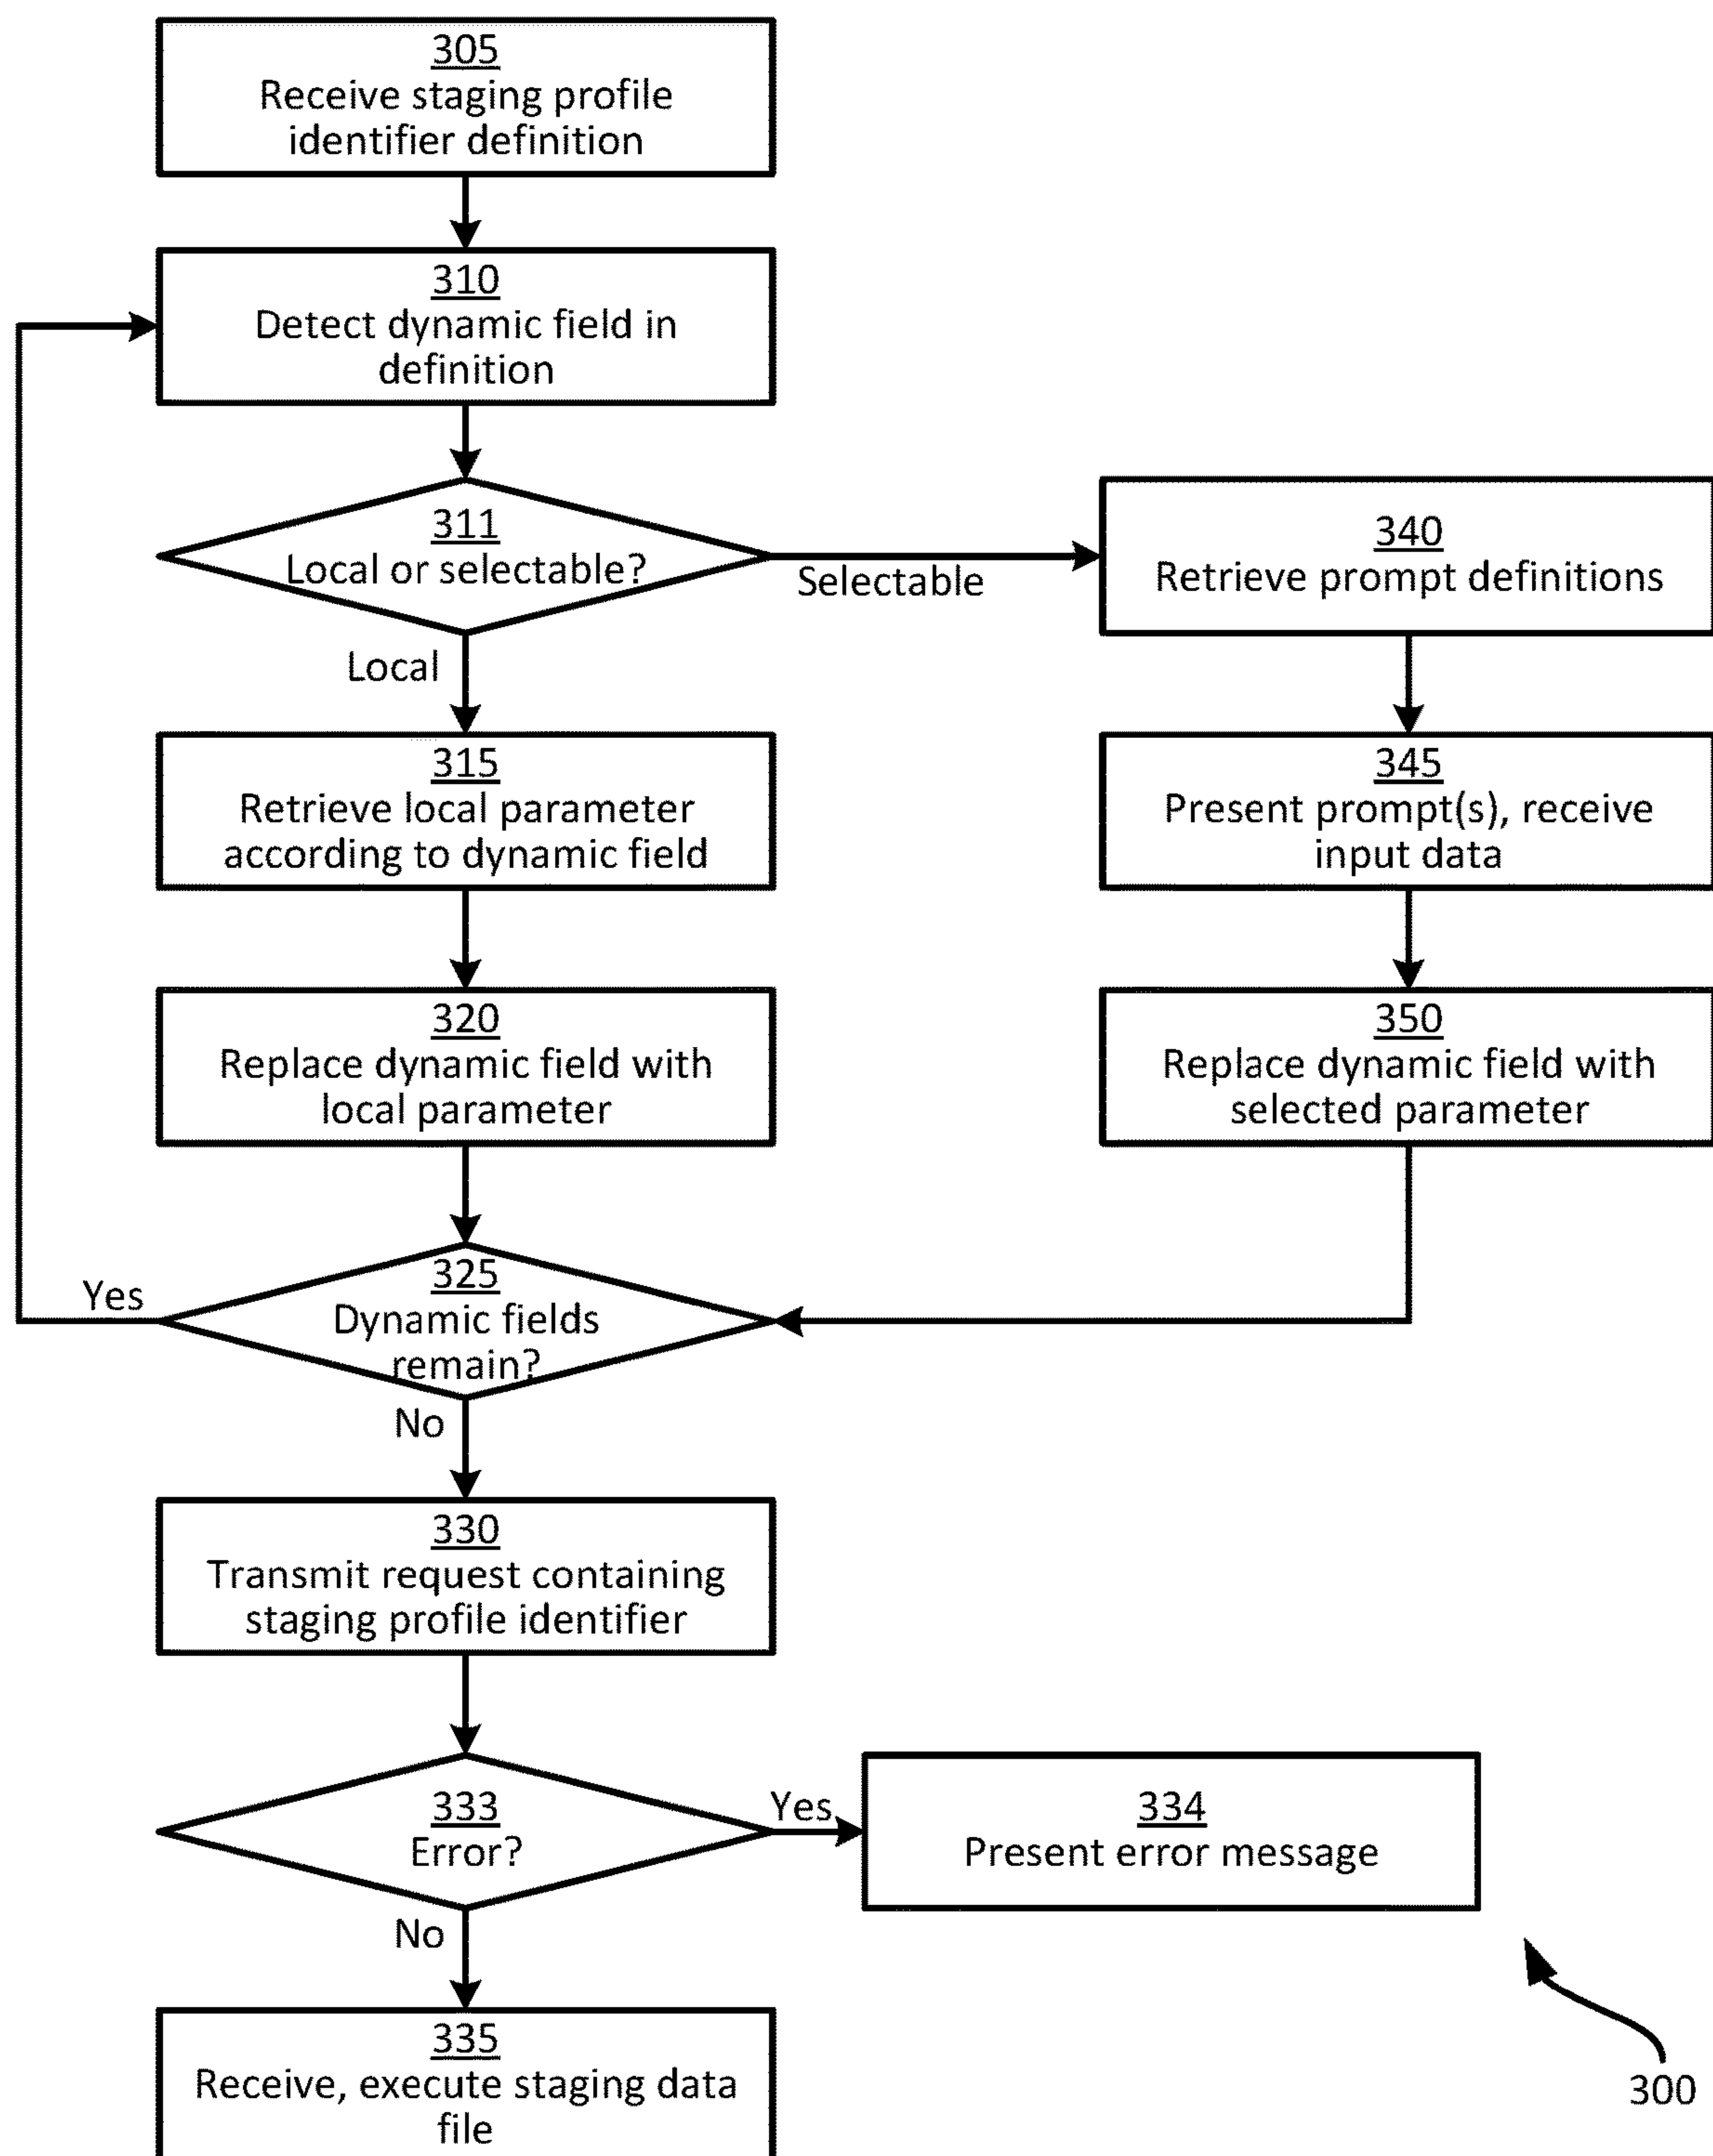 305
Receive staging profile
identifier definition
310
Detect dynamic field in
definition
311
Local or selectable?
Selectable
Local
340
Retrieve prompt definitions
315
Retrieve local parameter
according to dynamic field
345
Present prompt(s), receive
input data
320
Replace dynamic field with
local parameter
350
Replace dynamic field with
selected parameter
325
Dynamic fields
remain?
Yes
No
330
Transmit request containing
staging profile identifier
333
Error?
Yes
334
Present error message
No
335
Receive, execute staging data
file
300